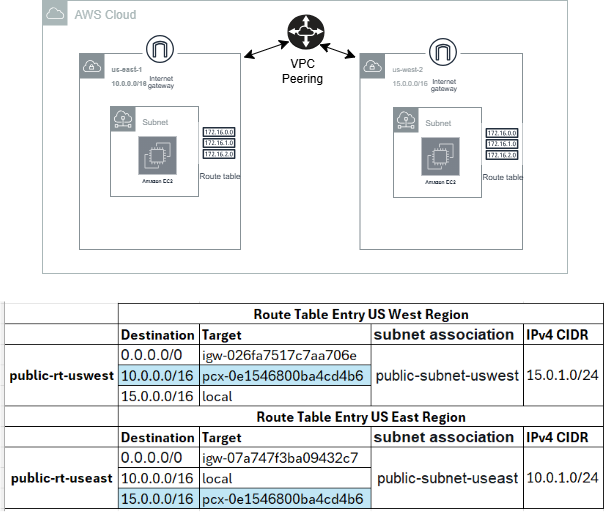 AWS Cloud
VPC
Peering
us-east-1
10.0.0.0/16
Internet
gateway
Subnet
Amazon EC2
172.16.0.0
172.16.1.0
172.16.2.0
Route table
us-west-2
15.0.0.0/16
Internet
gateway
Subnet
Amazon EC2
172.16.0.0
172.16.1.0
172.16.2.0
Route table
Route Table Entry US West Region
Destination Target subnet association IPv4 CIDR
public-rt-uswest
0.0.0.0/0 igw-026fa7517c7aa706e
10.0.0.0/16 pcx-0e1546800ba4cd4b6 public-subnet-uswest 15.0.1.0/24
15.0.0.0/16 local
Route Table Entry US East Region
Destination Target subnet association IPv4 CIDR
public-rt-useast
0.0.0.0/0 igw-07a747f3ba09432c7
10.0.0.0/16 local public-subnet-useast 10.0.1.0/24
15.0.0.0/16 pcx-0e1546800ba4cd4b6